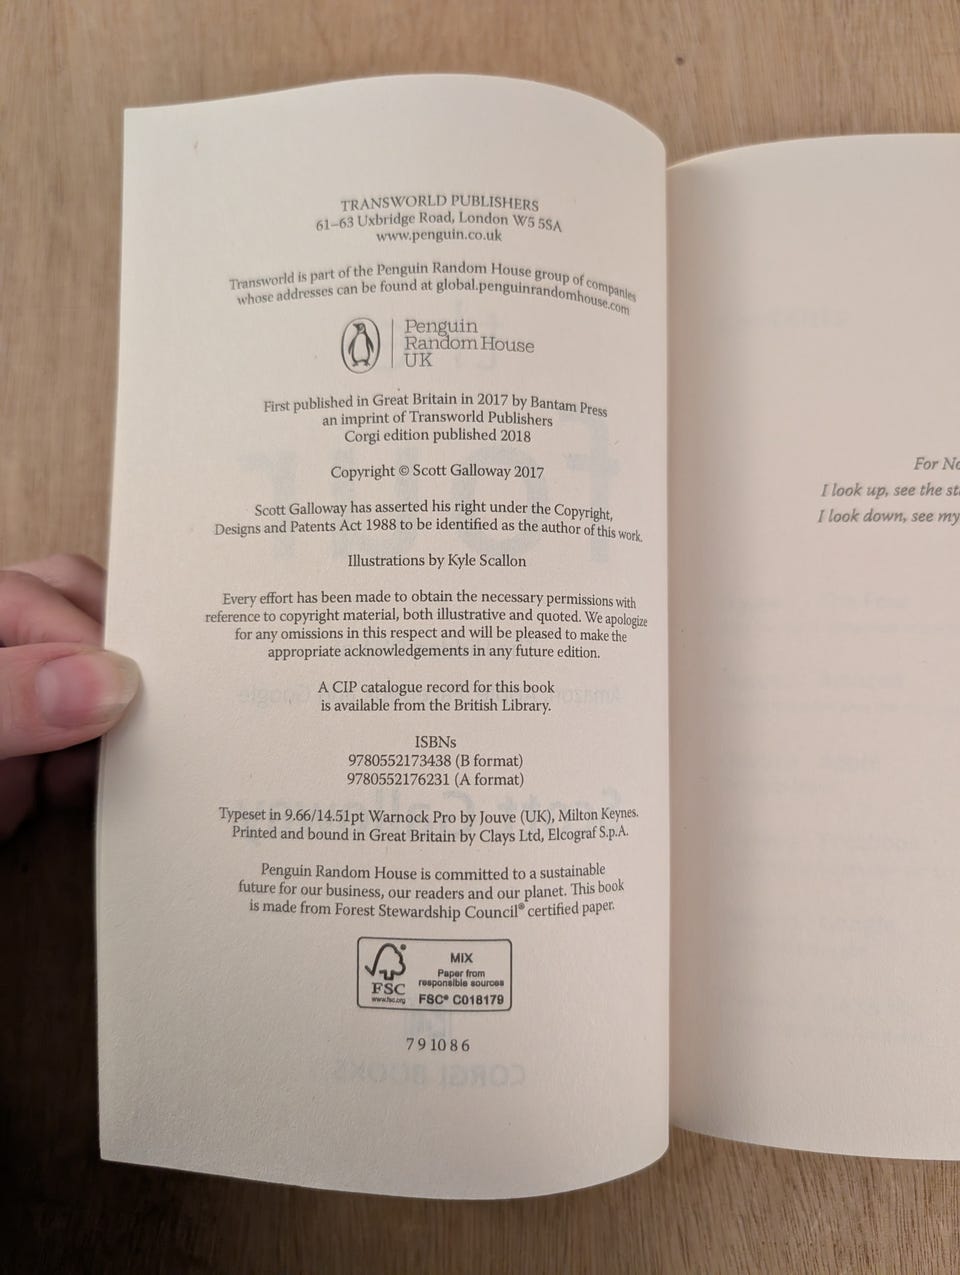 TRANSWORLD PUBLISHERS
61–63 Uxbridge Road, London W5 5SA
www.penguin.co.uk
Transworld is part of the Penguin Random House group of companies
whose addresses can be found at global.penguinrandomhouse.com
Penguin
Random House
UK
First published in Great Britain in 2017 by Bantam Press
an imprint of Transworld Publishers
Corgi edition published 2018
Copyright © Scott Galloway 2017
Scott Galloway has asserted his right under the Copyright,
Designs and Patents Act 1988 to be identified as the author of this work.
Illustrations by Kyle Scallon
Every effort has been made to obtain the necessary permissions with
reference to copyright material, both illustrative and quoted. We apologize
for any omissions in this respect and will be pleased to make the
appropriate acknowledgements in any future edition.
A CIP catalogue record for this book
is available from the British Library.
ISBNs
9780552173438 (B format)
9780552176231 (A format)
Typeset in 9.66/14.51pt Warnock Pro by Jouve (UK), Milton Keynes.
Printed and bound in Great Britain by Clays Ltd, Elcograf S.p.A.
Penguin Random House is committed to a sustainable
future for our business, our readers and our planet. This book
is made from Forest Stewardship Council® certified paper.
FSC
www.fsc.org
MIX
Paper from
responsible sources
FSC® C018179
7 9 10 8 6
For
I look up, see the
I look down, see my